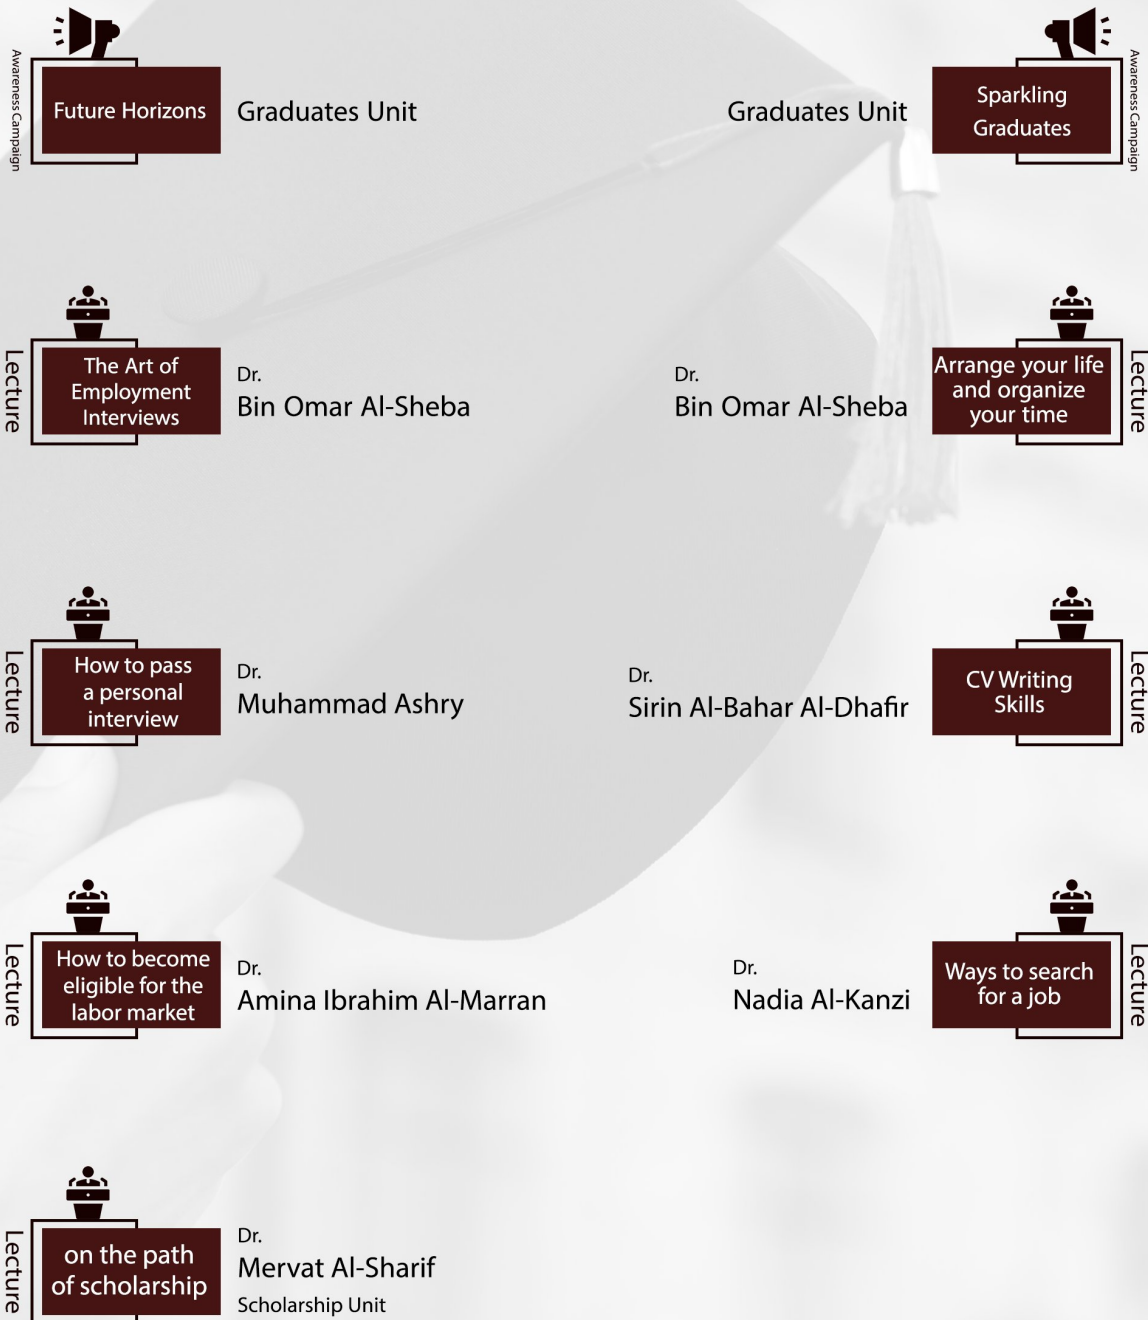 Awareness Campaign
Future Horizons
Graduates Unit
Graduates Unit
Sparkling
Graduates
Awareness Campaign
Lecture
The Art of
Employment
Interviews
Dr.
Bin Omar Al-Sheba
Dr.
Bin Omar Al-Sheba
Arrange your life
and organize
your time
Lecture
Lecture
How to pass
a personal
interview
Dr.
Muhammad Ashry
Dr.
Sirin Al-Bahar Al-Dhafir
CV Writing
Skills
Lecture
Lecture
How to become
eligible for the
labor market
Dr.
Amina Ibrahim Al-Marran
Dr.
Nadia Al-Kanzi
Ways to search
for a job
Lecture
Lecture
on the path
of scholarship
Dr.
Mervat Al-Sharif
Scholarship Unit